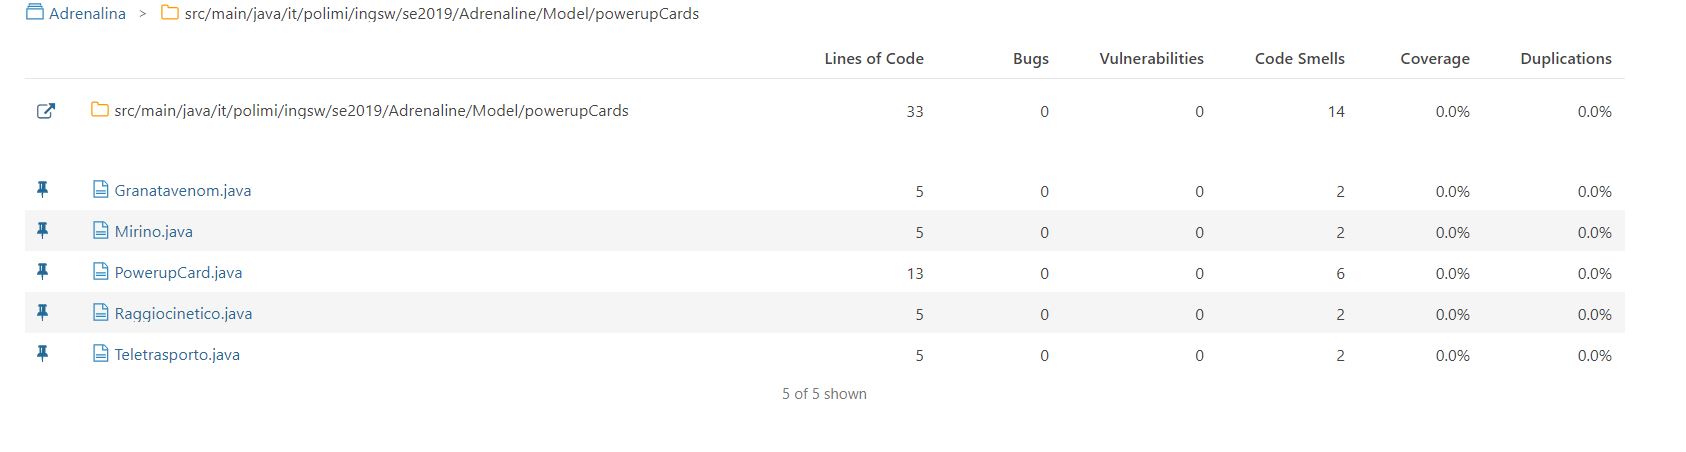 Adrenalina > src/main/java/it/polimi/ingsw/se2019/Adrenaline/Model/powerupCards
Lines of Code Bugs Vulnerabilities Code Smells Coverage Duplications
src/main/java/it/polimi/ingsw/se2019/Adrenaline/Model/powerupCards 33 0 0 14 0.0% 0.0%
Granatavenom.java 5 0 0 2 0.0% 0.0%
Mirino.java 5 0 0 2 0.0% 0.0%
PowerupCard.java 13 0 0 6 0.0% 0.0%
Raggiocinetico.java 5 0 0 2 0.0% 0.0%
Teletrasporto.java 5 0 0 2 0.0% 0.0%
5 of 5 shown